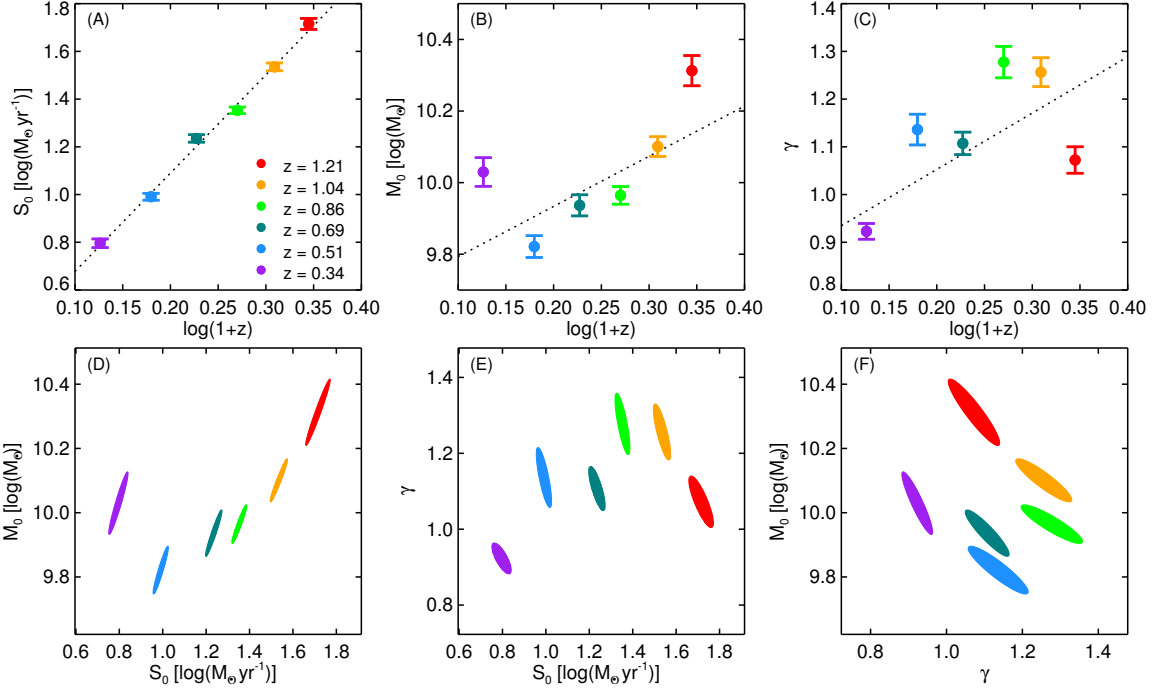 (A)
S₀ [log(M⊙ yr⁻¹)]
1.8
1.6
1.4
1.2
1.0
0.8
0.6
z = 1.21
z = 1.04
z = 0.86
z = 0.69
z = 0.51
z = 0.34
0.10 0.15 0.20 0.25 0.30 0.35 0.40
log(1+z)
(B)
M₀ [log(M⊙)]
10.4
10.2
10.0
9.8
0.10 0.15 0.20 0.25 0.30 0.35 0.40
log(1+z)
(C)
γ
1.4
1.3
1.2
1.1
1.0
0.9
0.8
0.10 0.15 0.20 0.25 0.30 0.35 0.40
log(1+z)
(D)
M₀ [log(M⊙)]
10.4
10.2
10.0
9.8
0.6 0.8 1.0 1.2 1.4 1.6 1.8
S₀ [log(M⊙ yr⁻¹)]
(E)
γ
1.4
1.2
1.0
0.8
0.6 0.8 1.0 1.2 1.4 1.6 1.8
S₀ [log(M⊙ yr⁻¹)]
(F)
M₀ [log(M⊙)]
10.4
10.2
10.0
9.8
0.8 1.0 1.2 1.4
γ